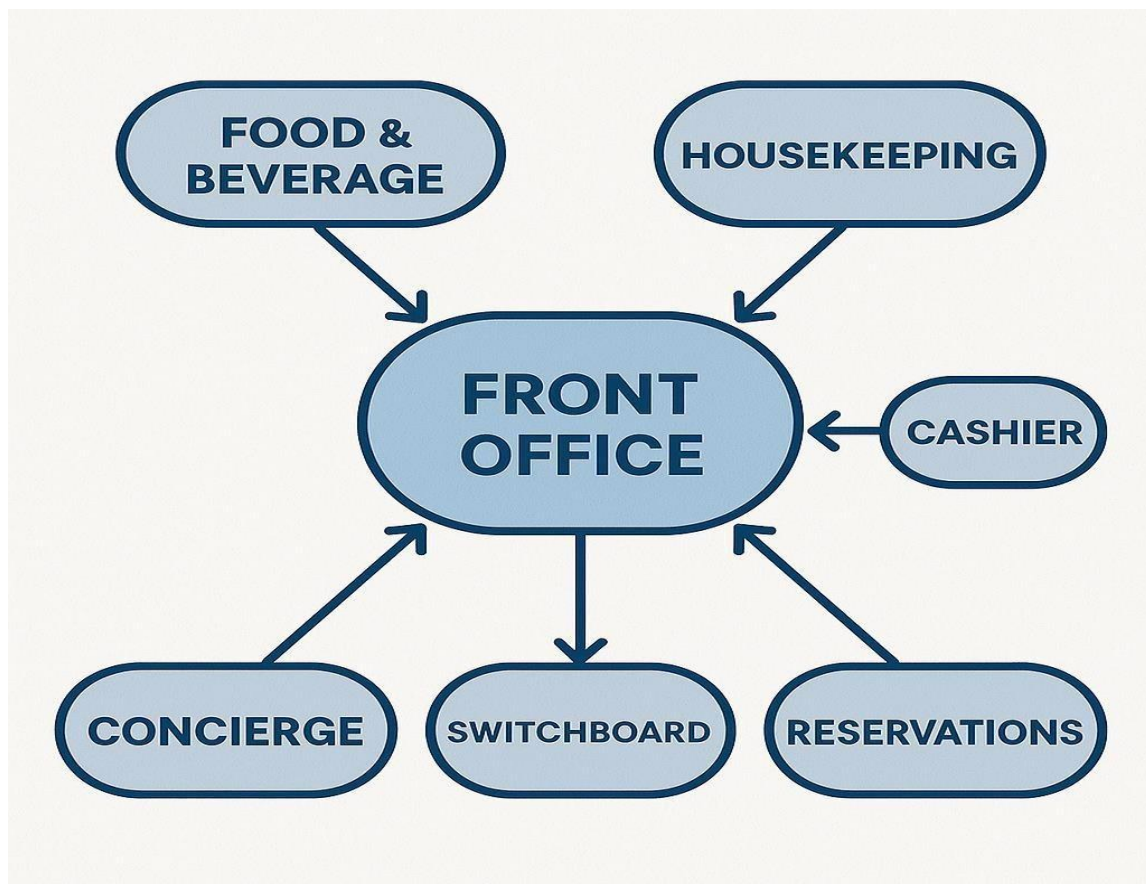 FOOD &
BEVERAGE
HOUSEKEEPING
FRONT
OFFICE
CASHIER
CONCIERGE
SWITCHBOARD
RESERVATIONS